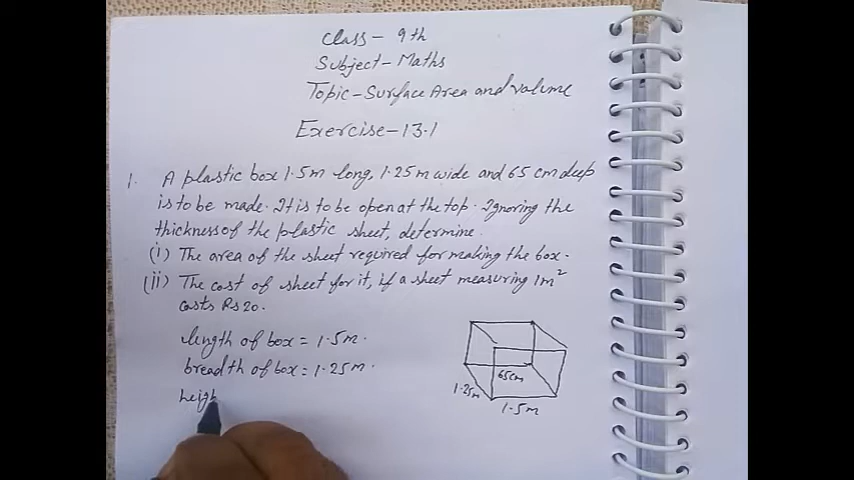 Class - 9th
Subject - Maths
Topic - Surface Area and volume
Exercise - 13.1
1. A plastic box 1.5m long, 1.25m wide and 65 cm deep
is to be made. It is to be open at the top. Ignoring the
thickness of the plastic sheet, determine.
(i) The area of the sheet required for making the box.
(ii) The cost of sheet for it, if a sheet measuring 1m²
costs Rs 20.
length of box = 1.5m.
breadth of box = 1.25m.
heigh
65cm
1.25m
1.5m